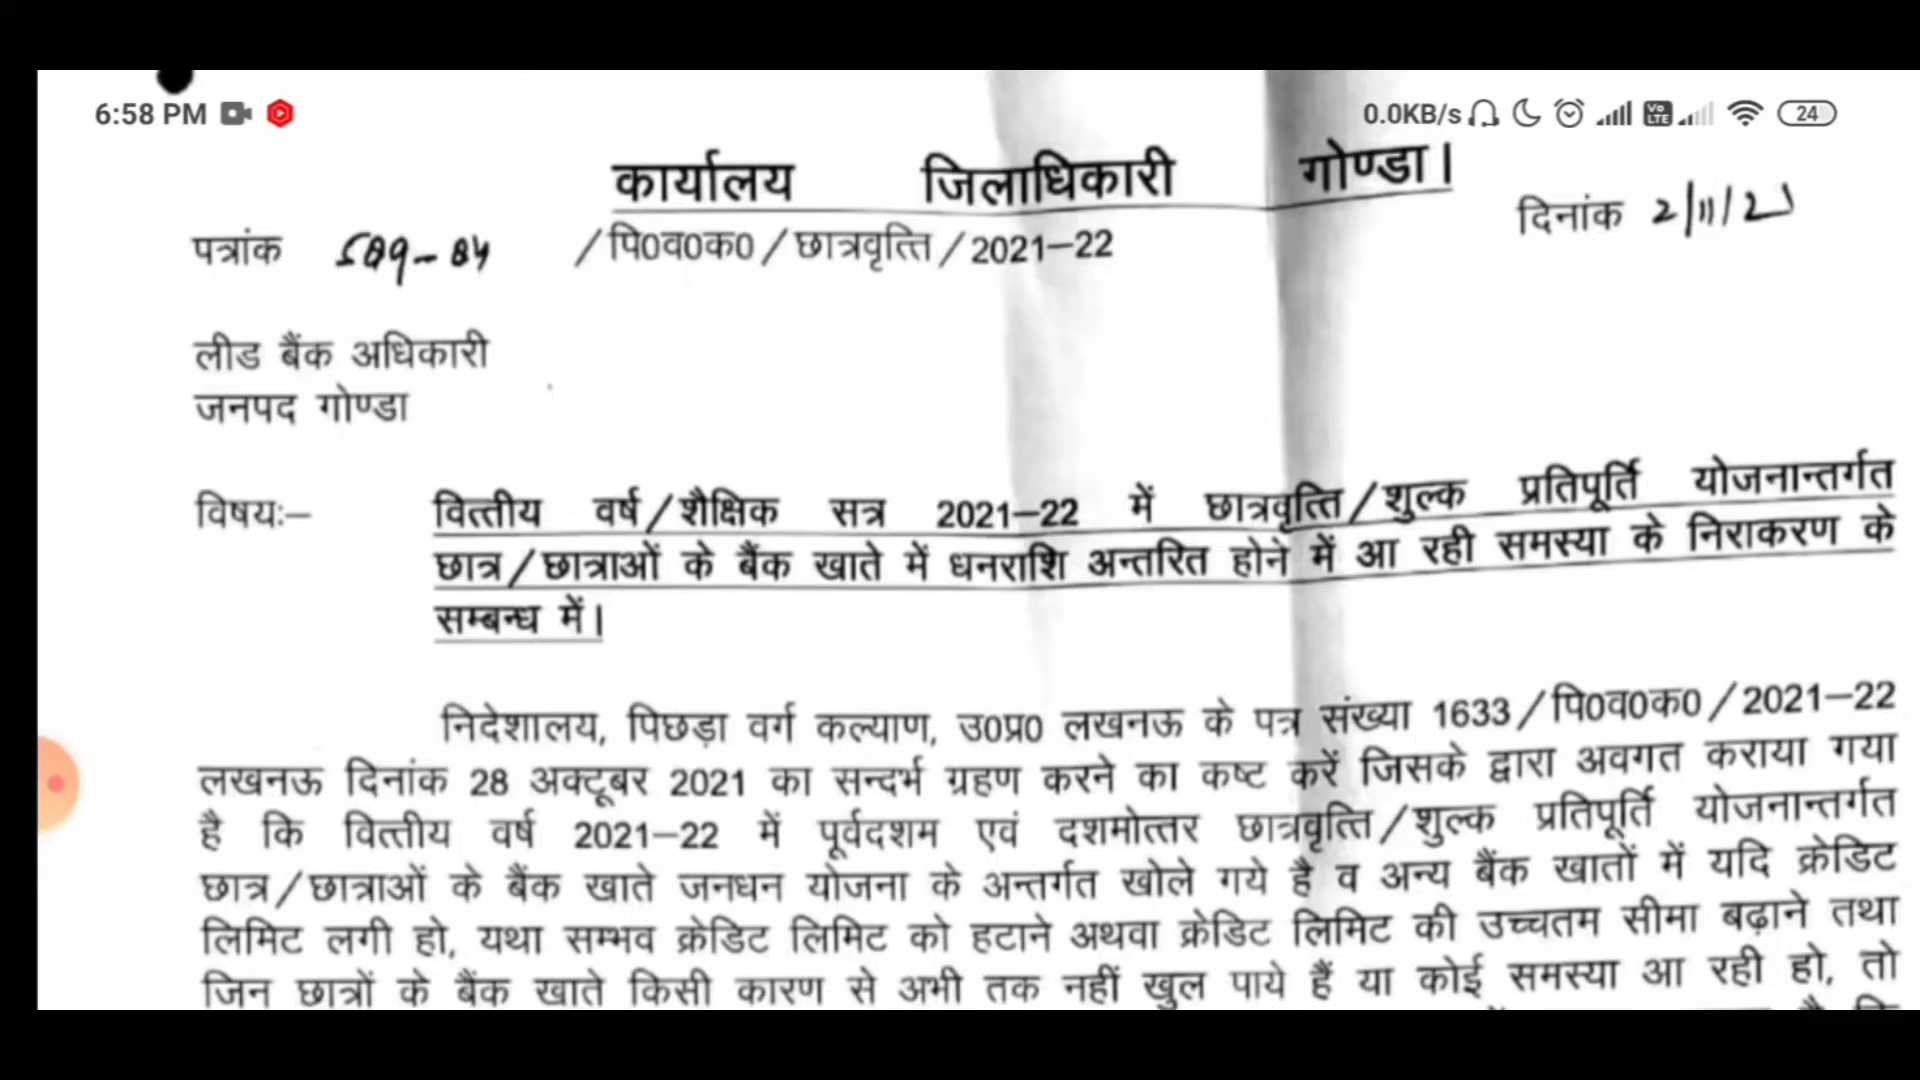 6:58 PM
0.0KB/s Vo LTE 24
कार्यालय जिलाधिकारी गोण्डा।
पत्रांक /पि0व0क0/छात्रवृत्ति/2021–22
दिनांक 2/11/21
लीड बैंक अधिकारी
जनपद गोण्डा
विषयः– वित्तीय वर्ष/शैक्षिक सत्र 2021–22 में छात्रवृत्ति/शुल्क प्रतिपूर्ति योजनान्तर्गत
छात्र/छात्राओं के बैंक खाते में धनराशि अन्तरित होने में आ रही समस्या के निराकरण के
सम्बन्ध में।
निदेशालय, पिछड़ा वर्ग कल्याण, उ0प्र0 लखनऊ के पत्र संख्या 1633/पि0व0क0/2021–22
लखनऊ दिनांक 28 अक्टूबर 2021 का सन्दर्भ ग्रहण करने का कष्ट करें जिसके द्वारा अवगत कराया गया
है कि वित्तीय वर्ष 2021–22 में पूर्वदशम एवं दशमोत्तर छात्रवृत्ति/शुल्क प्रतिपूर्ति योजनान्तर्गत
छात्र/छात्राओं के बैंक खाते जनधन योजना के अन्तर्गत खोले गये है व अन्य बैंक खातों में यदि क्रेडिट
लिमिट लगी हो, यथा सम्भव क्रेडिट लिमिट को हटाने अथवा क्रेडिट लिमिट की उच्चतम सीमा बढ़ाने तथा
जिन छात्रों के बैंक खाते किसी कारण से अभी तक नहीं खुल पाये हैं या कोई समस्या आ रही हो, तो